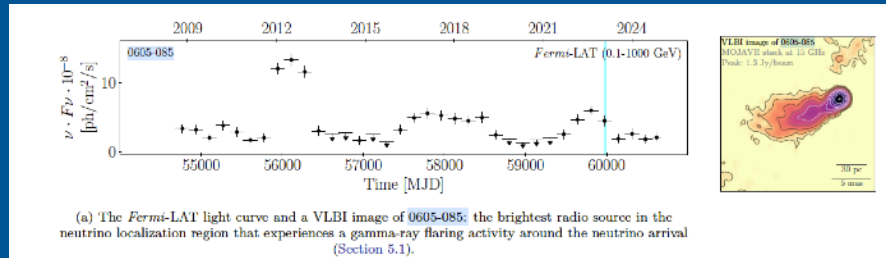 2009 2012 2015 2018 2021 2024
0605-085
Fermi-LAT (0.1-1000 GeV)
ν · Fν · 10⁻⁸
[ph/cm²/s]
10
5
0
55000 56000 57000 58000 59000 60000
Time [MJD]
VLBI image of 0605-085
MOJAVE stack at 15 GHz
Peak: 1.3 Jy/beam
30 pc
5 mas
(a) The Fermi-LAT light curve and a VLBI image of 0605-085: the brightest radio source in the
neutrino localization region that experiences a gamma-ray flaring activity around the neutrino arrival
(Section 5.1).